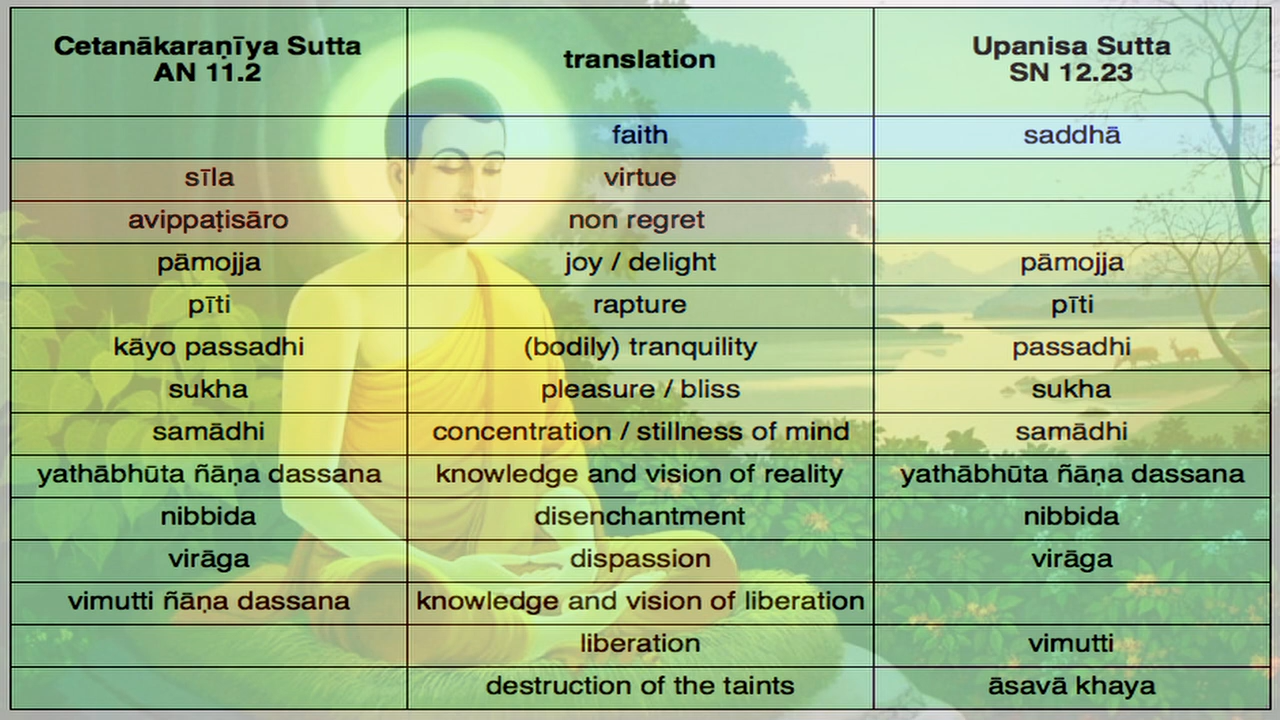 Cetanākaraṇīya Sutta
AN 11.2
translation
Upanisa Sutta
SN 12.23
faith saddhā
sīla virtue
avippaṭisāro non regret
pāmojja joy / delight pāmojja
pīti rapture pīti
kāyo passadhi (bodily) tranquility passadhi
sukha pleasure / bliss sukha
samādhi concentration / stillness of mind samādhi
yathābhūta ñāṇa dassana knowledge and vision of reality yathābhūta ñāṇa dassana
nibbida disenchantment nibbida
virāga dispassion virāga
vimutti ñāṇa dassana knowledge and vision of liberation
liberation vimutti
destruction of the taints āsavā khaya